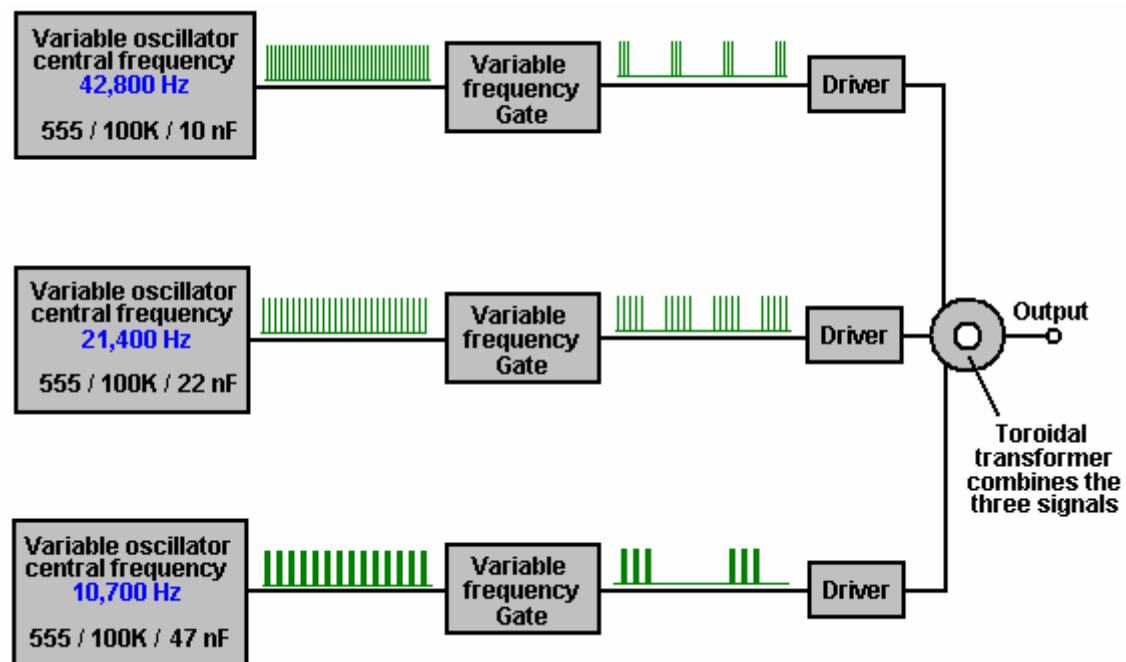 Variable oscillator
central frequency
42,800 Hz
555 / 100K / 10 nF
Variable
frequency
Gate
Driver
Variable oscillator
central frequency
21,400 Hz
555 / 100K / 22 nF
Variable
frequency
Gate
Driver
Output
Toroidal
transformer
combines the
three signals
Variable oscillator
central frequency
10,700 Hz
555 / 100K / 47 nF
Variable
frequency
Gate
Driver